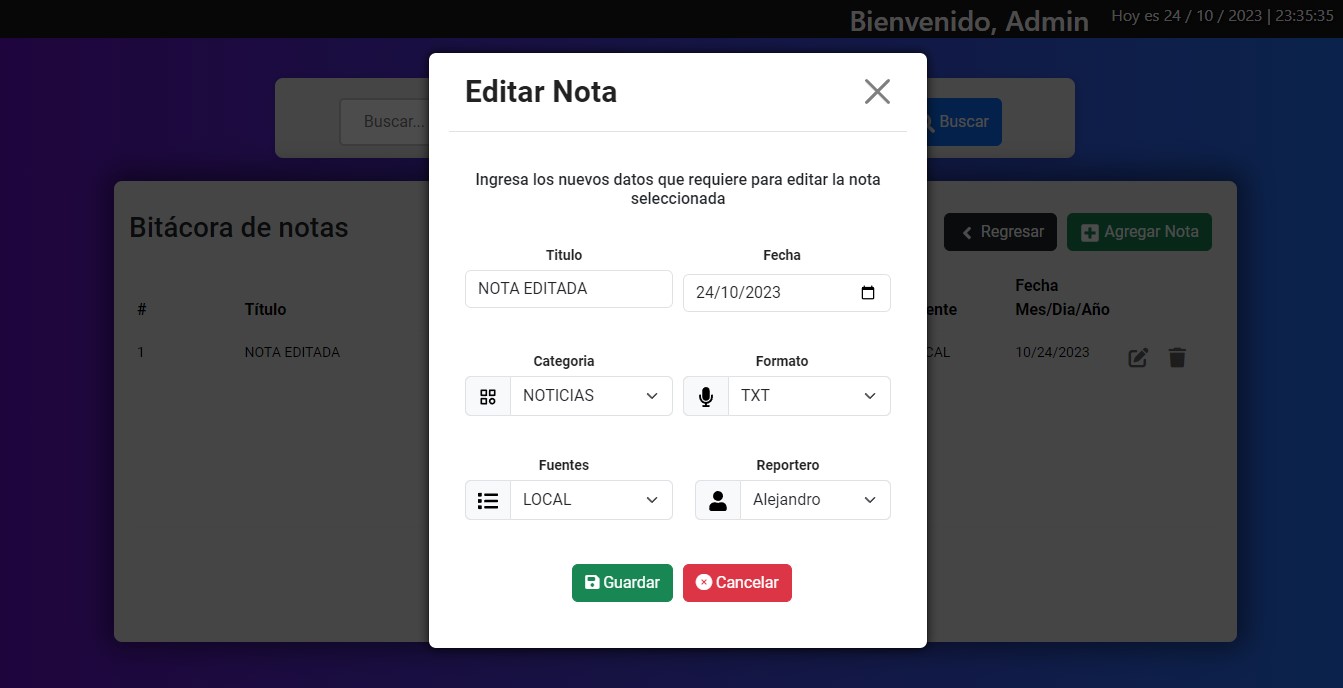 Bienvenido, Admin
Hoy es 24 / 10 / 2023 | 23:35:35
Editar Nota
Buscar...
Buscar
Ingresa los nuevos datos que requiere para editar la nota
seleccionada
Bitácora de notas
Regresar
Agregar Nota
Titulo
Fecha
NOTA EDITADA
24/10/2023
#
Título
Fecha
Mes/Dia/Año
1
NOTA EDITADA
10/24/2023
Categoria
Formato
NOTICIAS
TXT
Fuentes
Reportero
LOCAL
Alejandro
Guardar
Cancelar